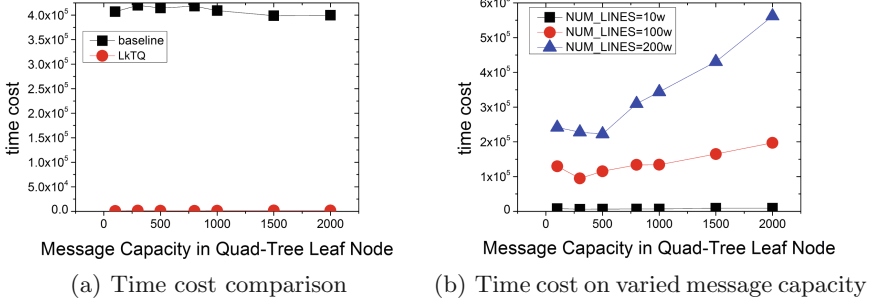 4.0x10⁵
3.5x10⁵
3.0x10⁵
2.5x10⁵
2.0x10⁵
1.5x10⁵
1.0x10⁵
5.0x10⁴
0.0
time cost
baseline
LkTQ
0 500 1000 1500 2000
Message Capacity in Quad-Tree Leaf Node
(a) Time cost comparison
6x10⁵
5x10⁵
4x10⁵
3x10⁵
2x10⁵
1x10⁵
0
time cost
NUM_LINES=10w
NUM_LINES=100w
NUM_LINES=200w
0 500 1000 1500 2000
Message Capacity in Quad-Tree Leaf Node
(b) Time cost on varied message capacity